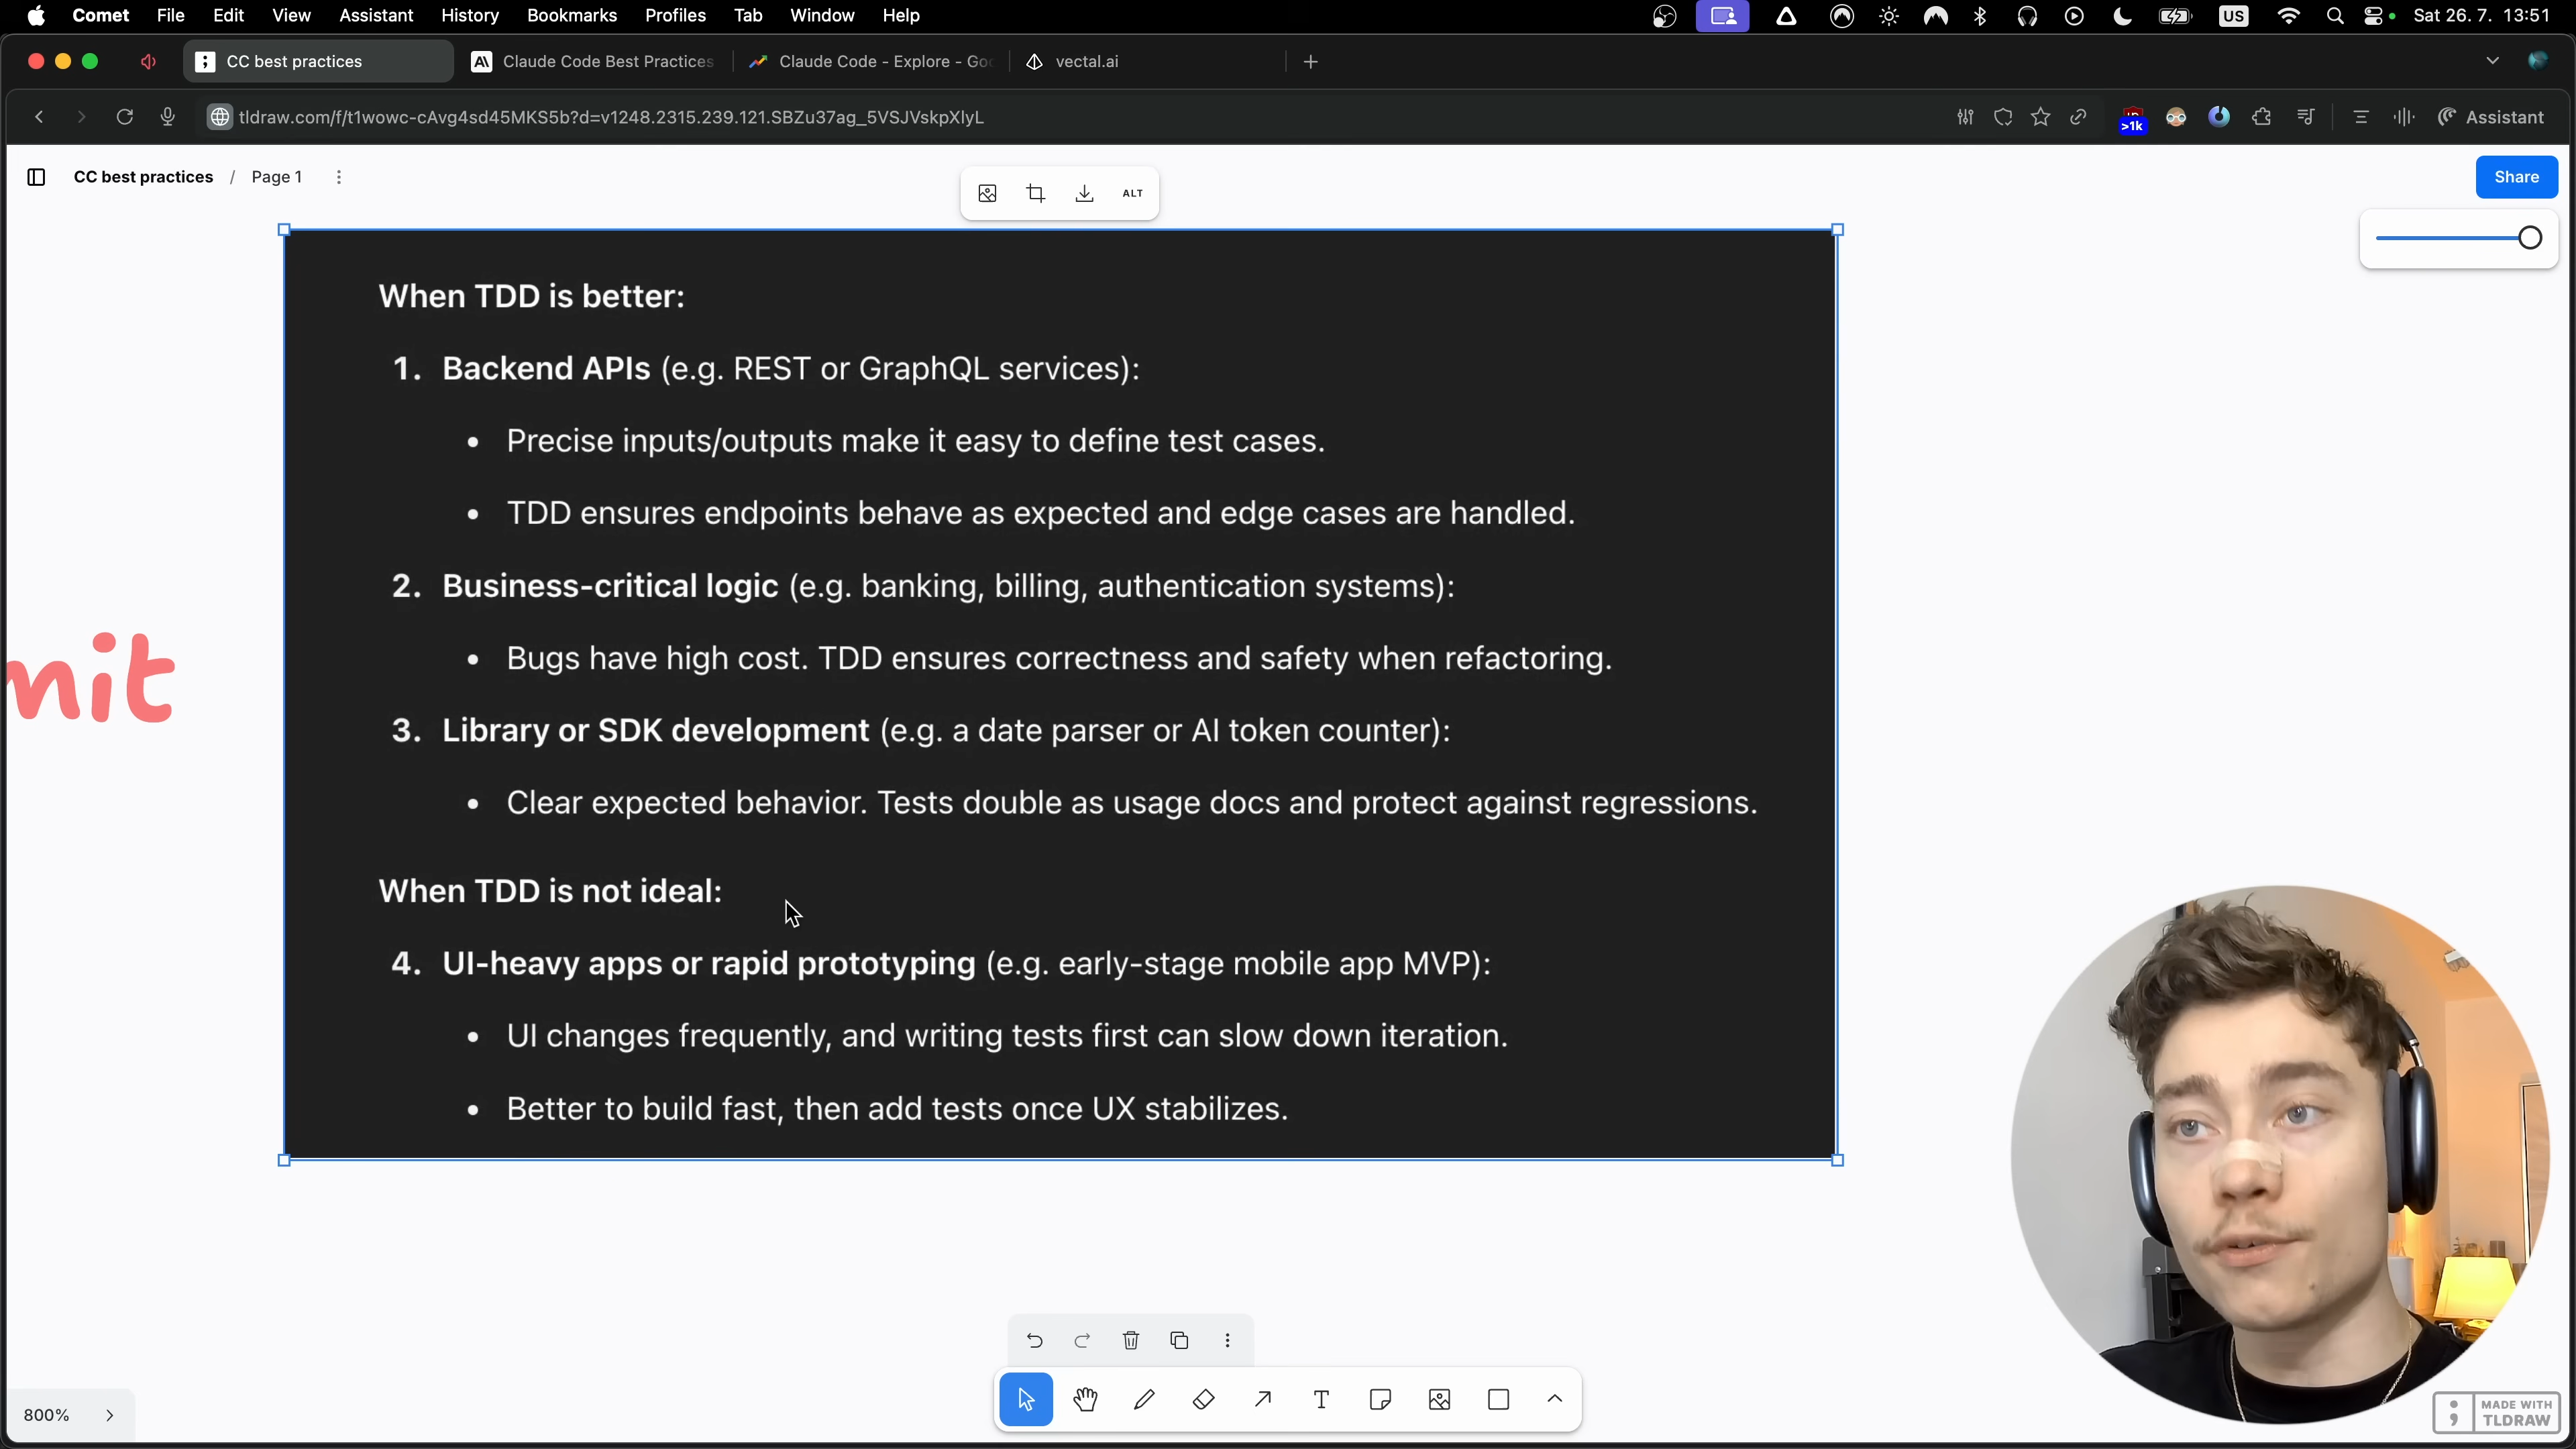 Comet File Edit View Assistant History Bookmarks Profiles Tab Window Help US Sat 26. 7. 13:51
CC best practices Claude Code Best Practices Claude Code - Explore - Goo vectal.ai
tldraw.com/f/t1wowc-cAvg4sd45MKS5b?d=v1248.2315.239.121.SBZu37ag_5VSJVskpXlyL >1k Assistant
CC best practices / Page 1 Share
ALT
When TDD is better:
1. Backend APIs (e.g. REST or GraphQL services):
• Precise inputs/outputs make it easy to define test cases.
• TDD ensures endpoints behave as expected and edge cases are handled.
2. Business-critical logic (e.g. banking, billing, authentication systems):
• Bugs have high cost. TDD ensures correctness and safety when refactoring.
mit
3. Library or SDK development (e.g. a date parser or AI token counter):
• Clear expected behavior. Tests double as usage docs and protect against regressions.
When TDD is not ideal:
4. UI-heavy apps or rapid prototyping (e.g. early-stage mobile app MVP):
• UI changes frequently, and writing tests first can slow down iteration.
• Better to build fast, then add tests once UX stabilizes.
800%
MADE WITH
TLDRAW